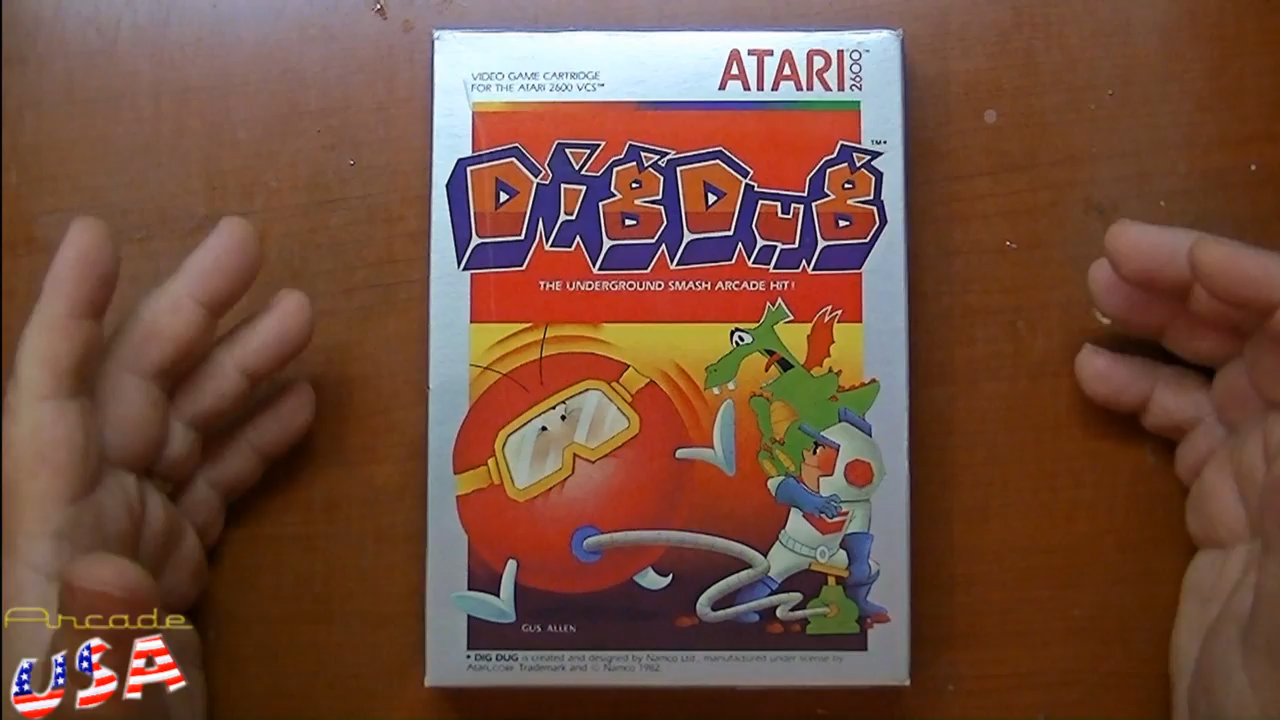 VIDEO GAME CARTRIDGE
FOR THE ATARI 2600 VCS™
ATARI 2600™
DIG DUG ™*
THE UNDERGROUND SMASH ARCADE HIT!
GUS ALLEN
* DIG DUG is created and designed by Namco Ltd., manufactured under license by
Atari, Trademark and © Namco 1982.
Arcade
USA